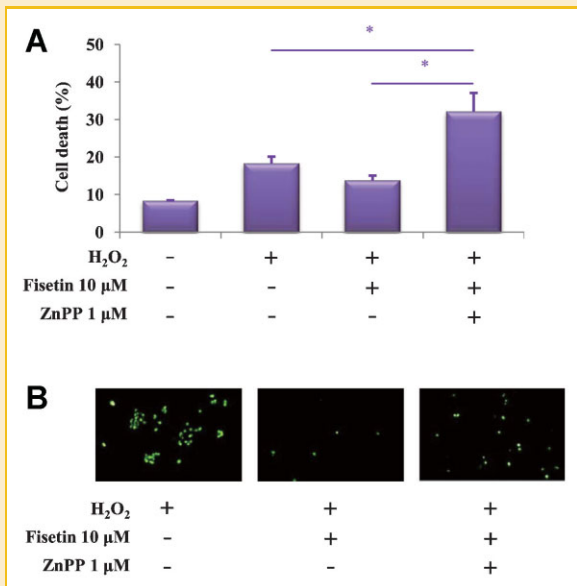 A
*
*
50
40
30
20
10
0
Cell death (%)
H₂O₂ - + + +
Fisetin 10 μM - - + +
ZnPP 1 μM - - - +
B
H₂O₂ + + +
Fisetin 10 μM - + +
ZnPP 1 μM - - +